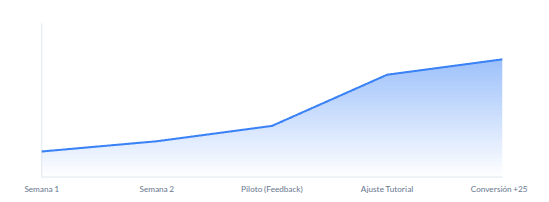 Semana 1
Semana 2
Piloto (Feedback)
Ajuste Tutorial
Conversión +25